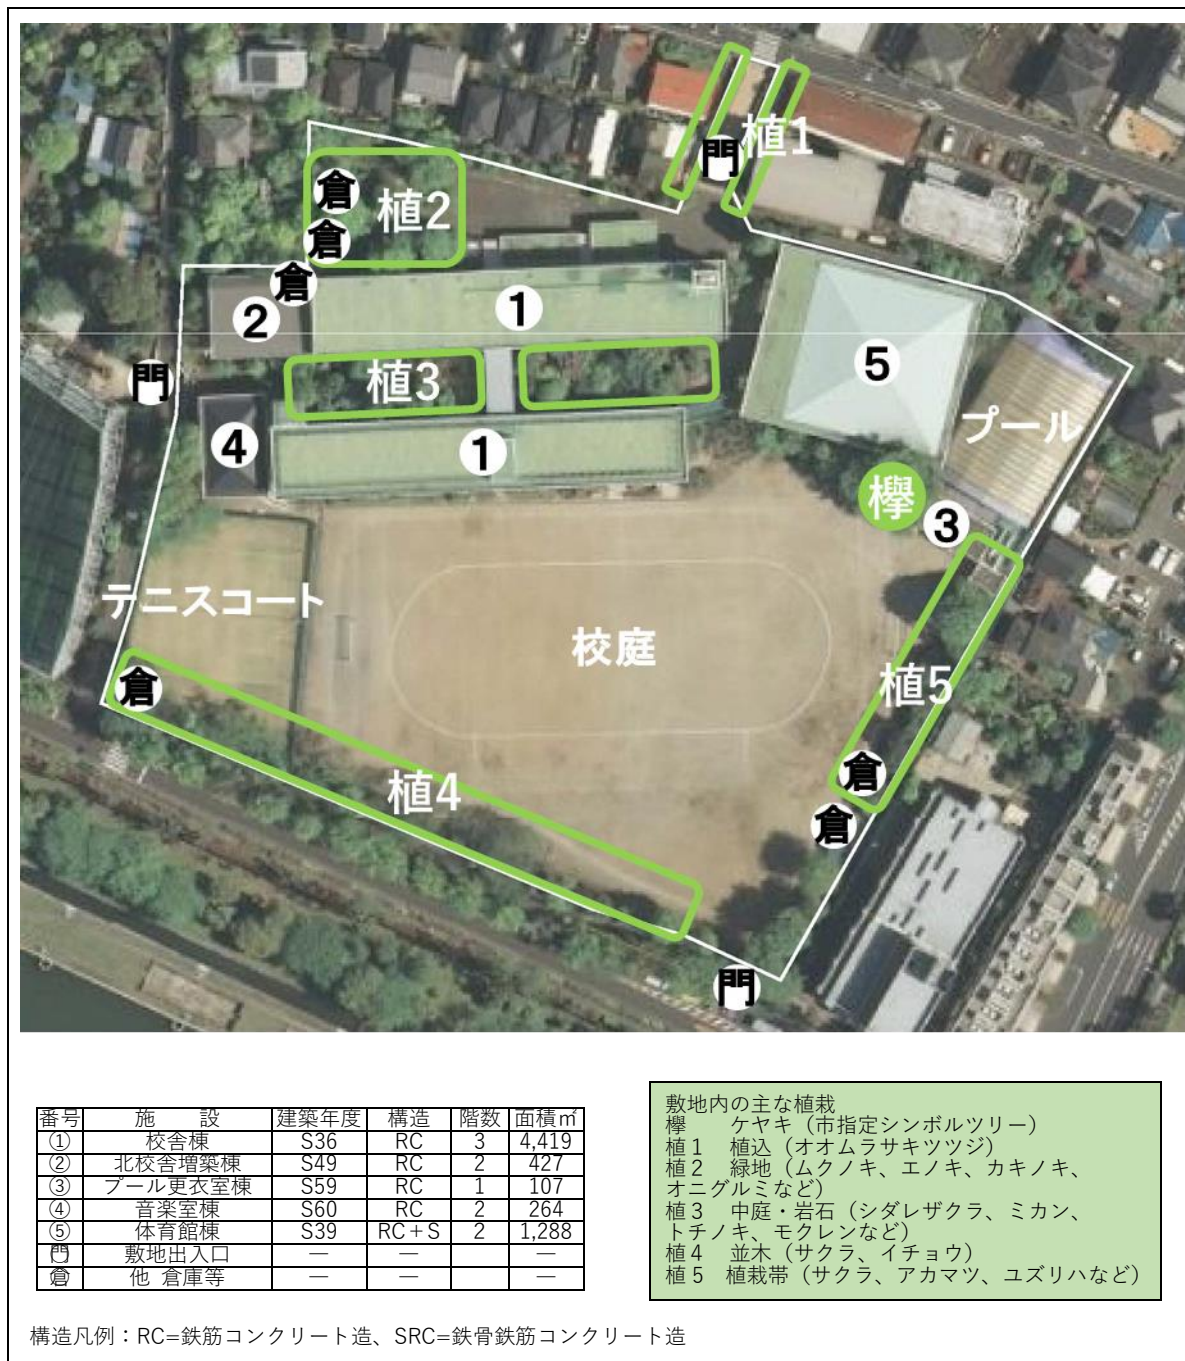 植1
門
倉
植2
倉
倉
①
②
⑤
門
植3
プール
④
①
欅
③
テニスコート
校庭
植5
倉
倉
植4
倉
門
番号 施 設 建築年度 構造 階数 面積㎡
① 校舎棟 S36 RC 3 4,419
② 北校舎増築棟 S49 RC 2 427
③ プール更衣室棟 S59 RC 1 107
④ 音楽室棟 S60 RC 2 264
⑤ 体育館棟 S39 RC+S 2 1,288
門 敷地出入口 ― ― ―
倉 他 倉庫等 ― ― ―
敷地内の主な植栽
欅 ケヤキ(市指定シンボルツリー)
植1 植込(オオムラサキツツジ)
植2 緑地(ムクノキ、エノキ、カキノキ、
オニグルミなど)
植3 中庭・岩石(シダレザクラ、ミカン、
トチノキ、モクレンなど)
植4 並木(サクラ、イチョウ)
植5 植栽帯(サクラ、アカマツ、ユズリハなど)
構造凡例:RC=鉄筋コンクリート造、SRC=鉄骨鉄筋コンクリート造